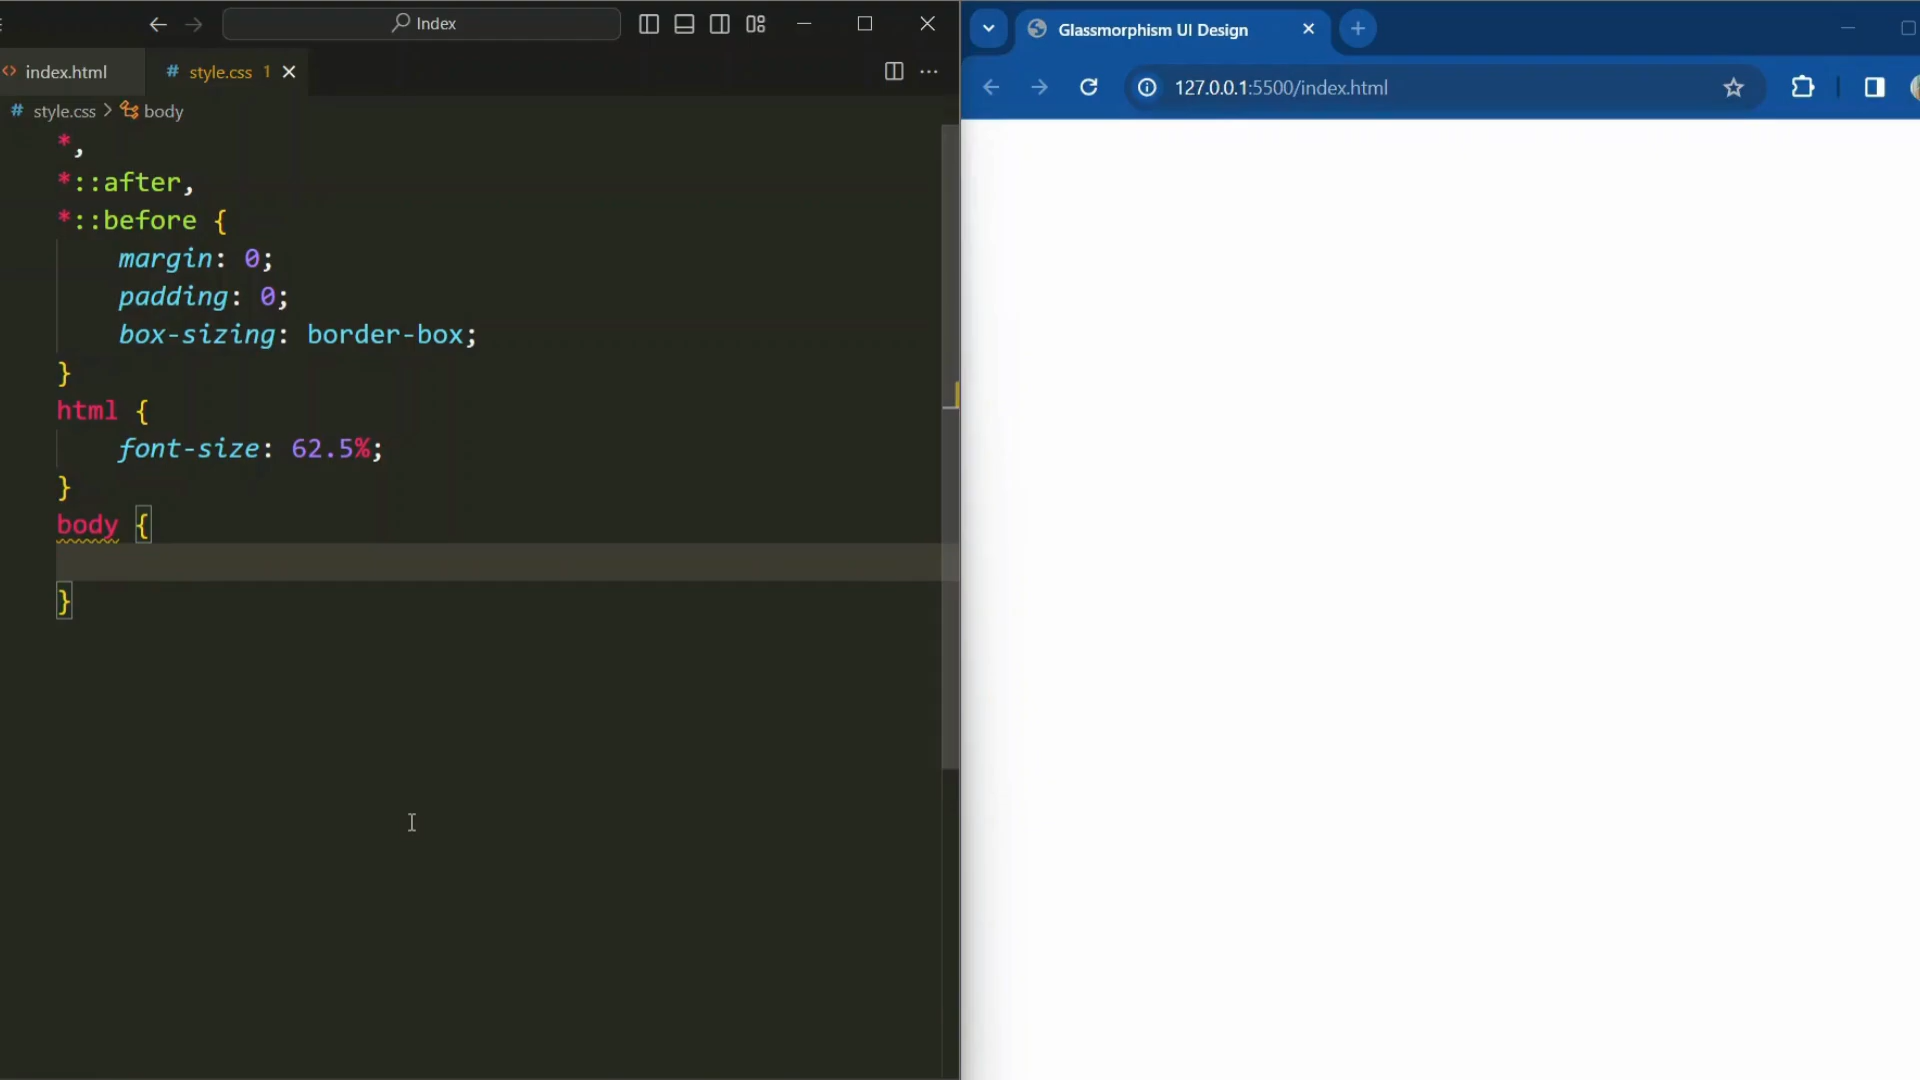 Index
index.html
# style.css 1
# style.css > body
*,
*::after,
*::before {
margin: 0;
padding: 0;
box-sizing: border-box;
}
html {
font-size: 62.5%;
}
body {
}
Glassmorphism UI Design
127.0.0.1:5500/index.html